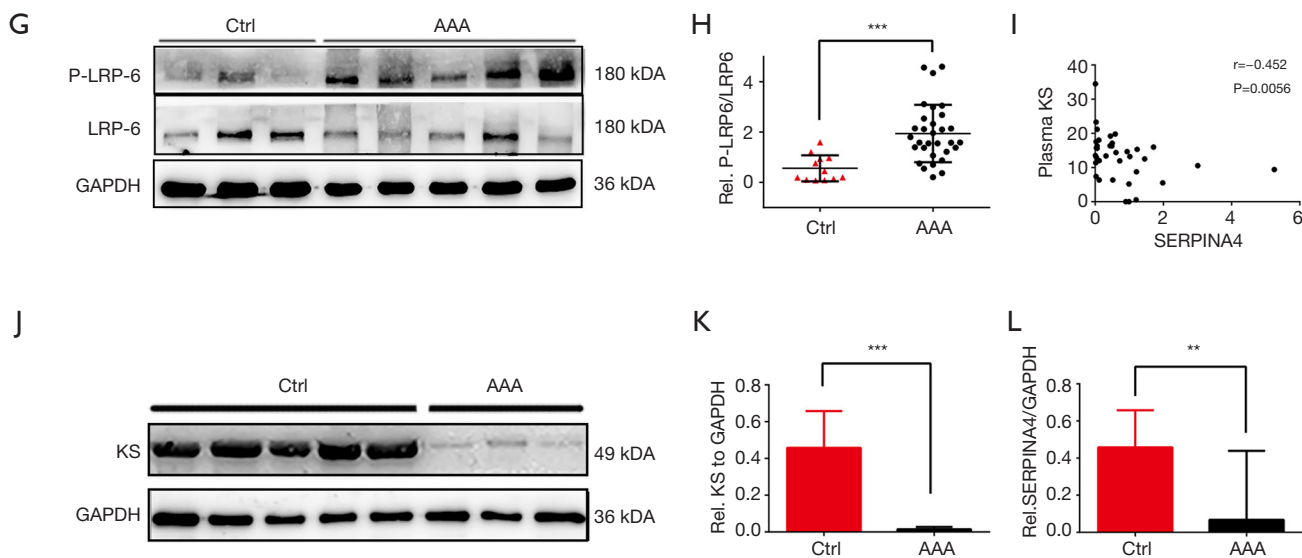 G
Ctrl AAA
P-LRP-6 180 kDA
LRP-6 180 kDA
GAPDH 36 kDA
H
***
Rel. P-LRP6/LRP6
4
2
0
Ctrl AAA
I
r=−0.452
P=0.0056
Plasma KS
40
30
20
10
0
0 2 4 6
SERPINA4
J
Ctrl AAA
KS 49 kDA
GAPDH 36 kDA
K
***
Rel. KS to GAPDH
0.8
0.6
0.4
0.2
0.0
Ctrl AAA
L
**
Rel.SERPINA4/GAPDH
0.8
0.6
0.4
0.2
0.0
Ctrl AAA